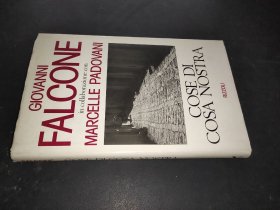 GIOVANNI
FALCONE
in collaborazione con
MARCELLE PADOVANI
COSE DI
COSA NOSTRA
RIZZOLI